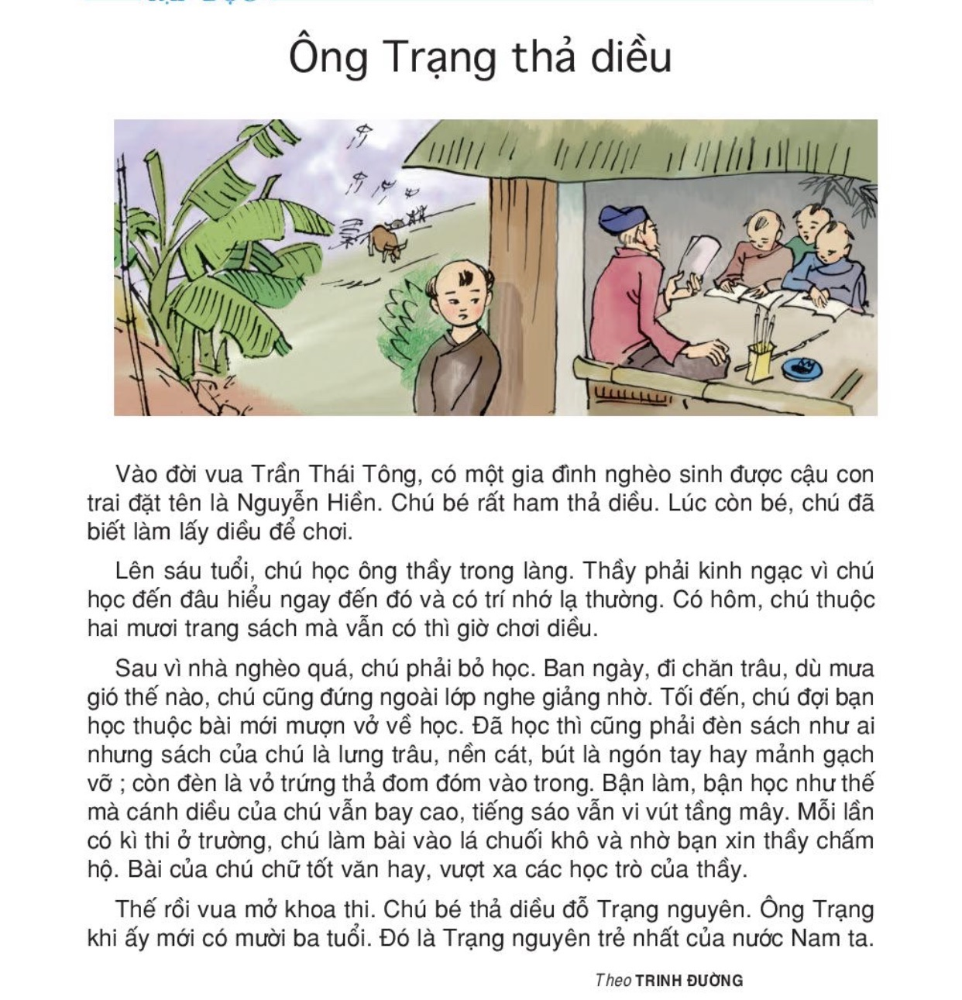 Ông Trạng thả diều
Vào đời vua Trần Thái Tông, có một gia đình nghèo sinh được cậu con
trai đặt tên là Nguyễn Hiền. Chú bé rất ham thả diều. Lúc còn bé, chú đã
biết làm lấy diều để chơi.
Lên sáu tuổi, chú học ông thầy trong làng. Thầy phải kinh ngạc vì chú
học đến đâu hiểu ngay đến đó và có trí nhớ lạ thường. Có hôm, chú thuộc
hai mươi trang sách mà vẫn có thì giờ chơi diều.
Sau vì nhà nghèo quá, chú phải bỏ học. Ban ngày, đi chăn trâu, dù mưa
gió thế nào, chú cũng đứng ngoài lớp nghe giảng nhờ. Tối đến, chú đợi bạn
học thuộc bài mới mượn vở về học. Đã học thì cũng phải đèn sách như ai
nhưng sách của chú là lưng trâu, nền cát, bút là ngón tay hay mảnh gạch
vỡ ; còn đèn là vỏ trứng thả đom đóm vào trong. Bận làm, bận học như thế
mà cánh diều của chú vẫn bay cao, tiếng sáo vẫn vi vút tầng mây. Mỗi lần
có kì thi ở trường, chú làm bài vào lá chuối khô và nhờ bạn xin thầy chấm
hộ. Bài của chú chữ tốt văn hay, vượt xa các học trò của thầy.
Thế rồi vua mở khoa thi. Chú bé thả diều đỗ Trạng nguyên. Ông Trạng
khi ấy mới có mười ba tuổi. Đó là Trạng nguyên trẻ nhất của nước Nam ta.
Theo TRINH ĐƯỜNG